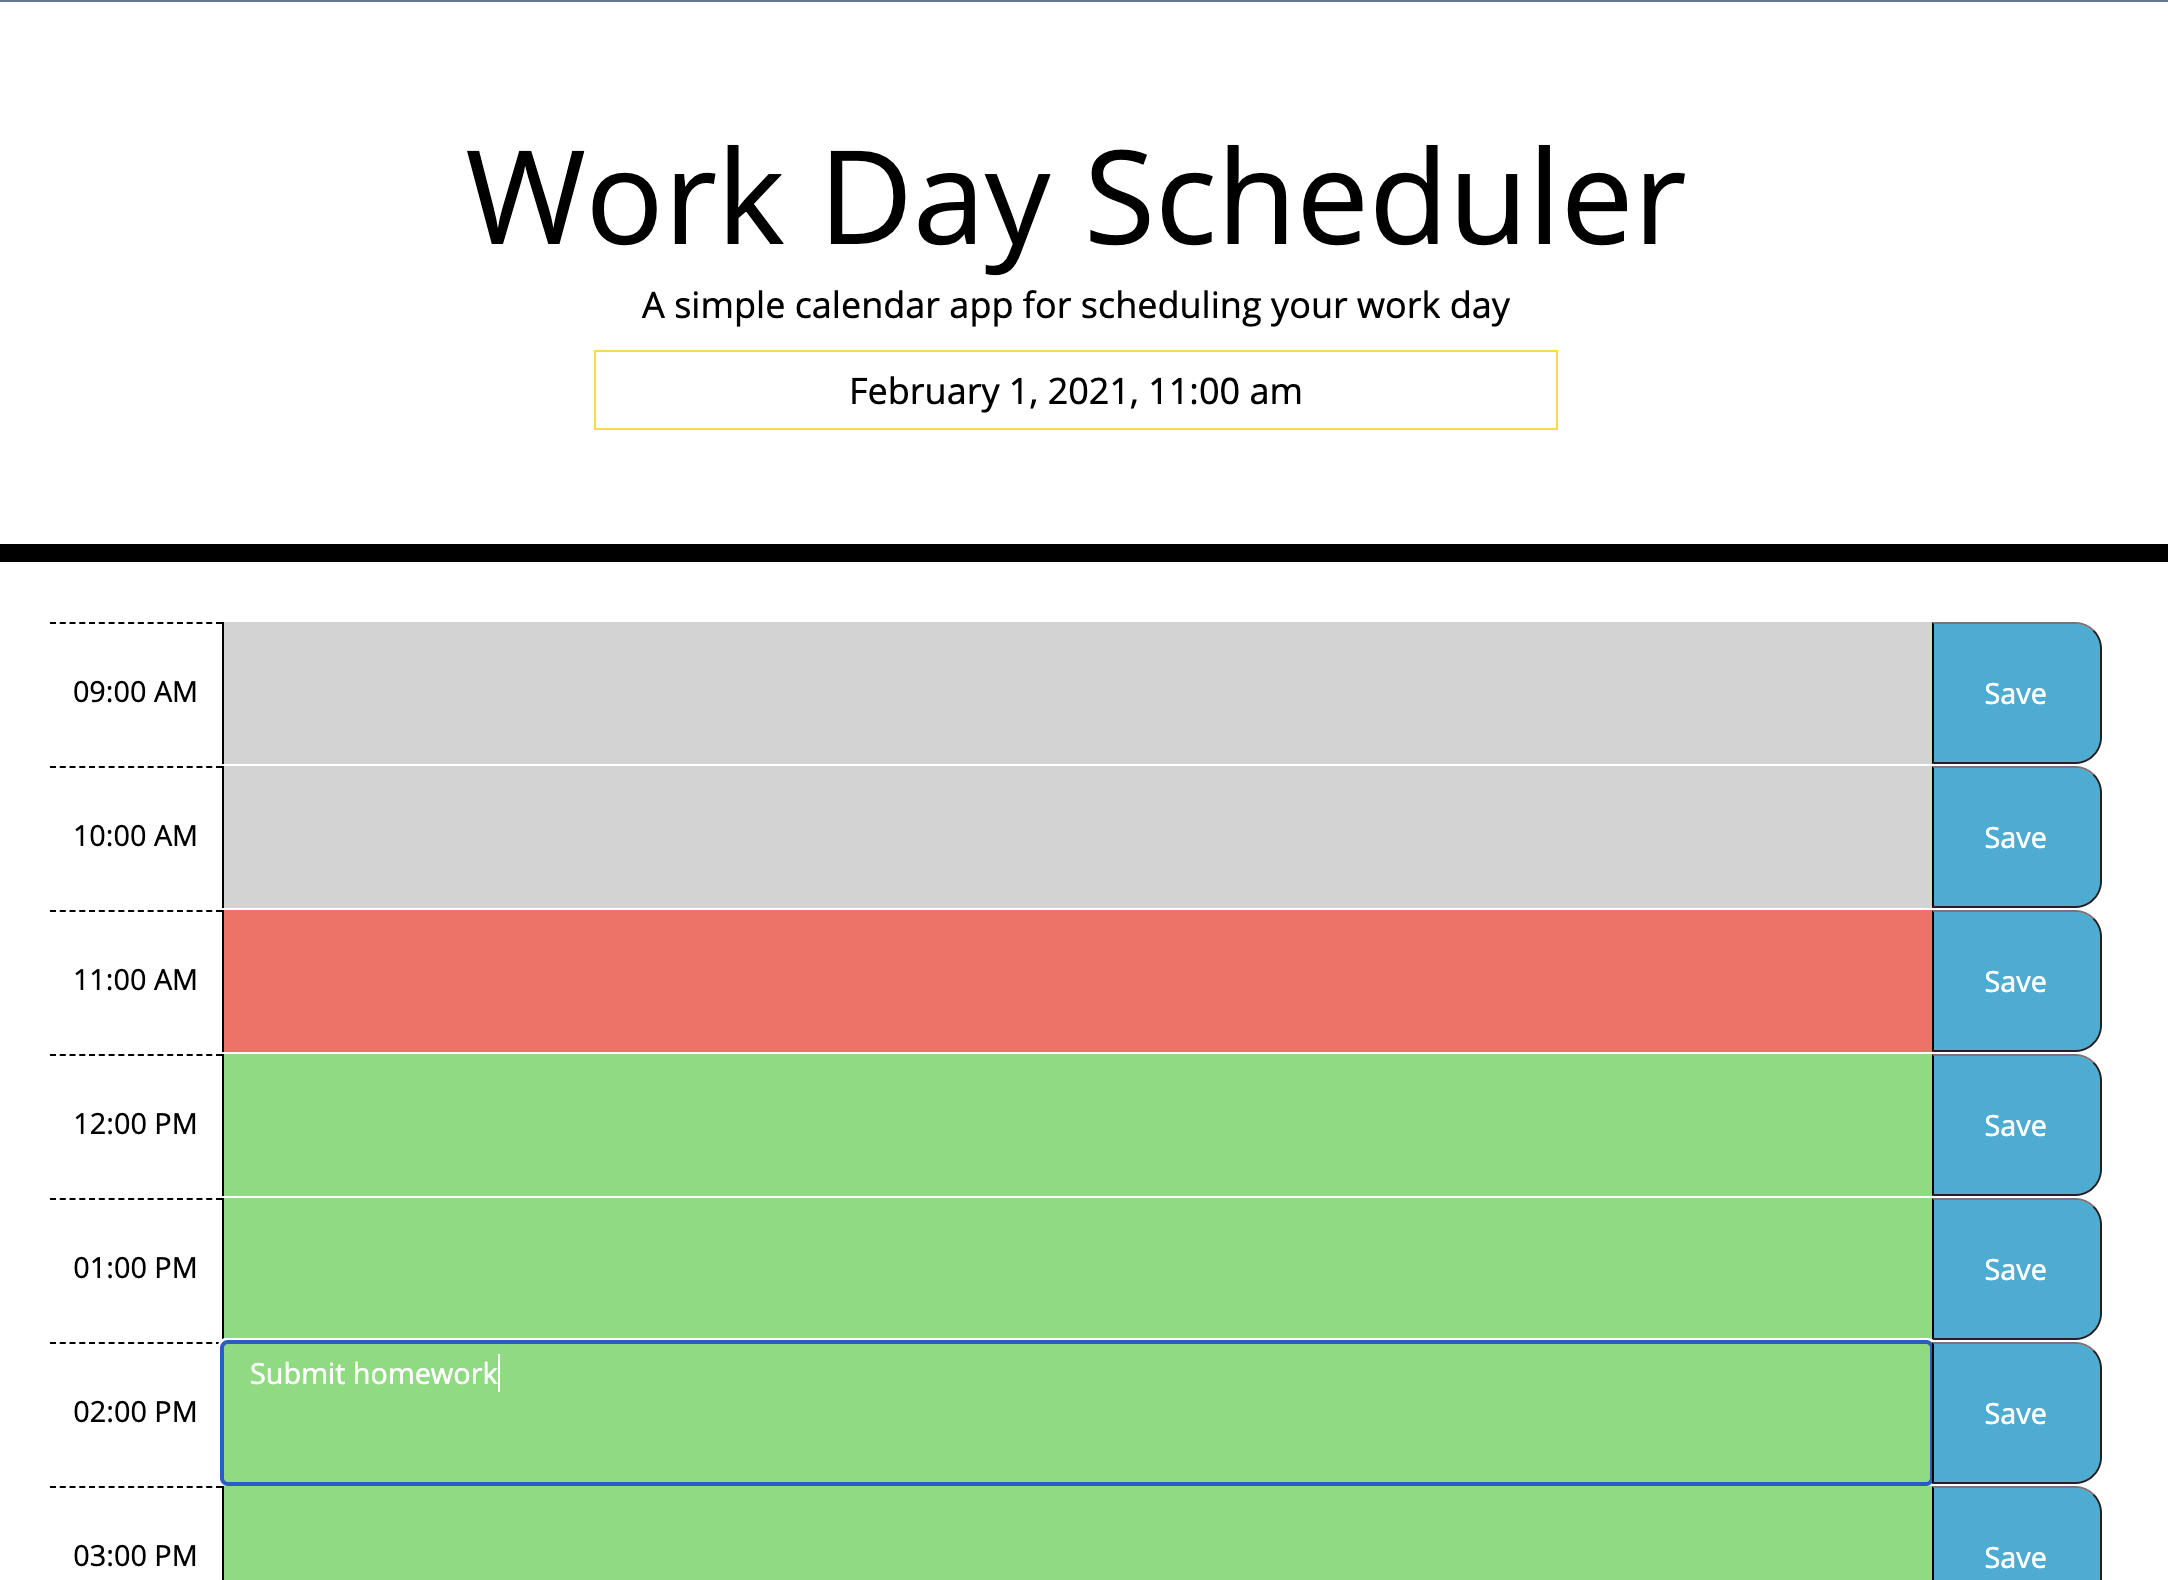 Work Day Scheduler
A simple calendar app for scheduling your work day
February 1, 2021, 11:00 am
09:00 AM Save
10:00 AM Save
11:00 AM Save
12:00 PM Save
01:00 PM Save
Submit homework
02:00 PM Save
03:00 PM Save